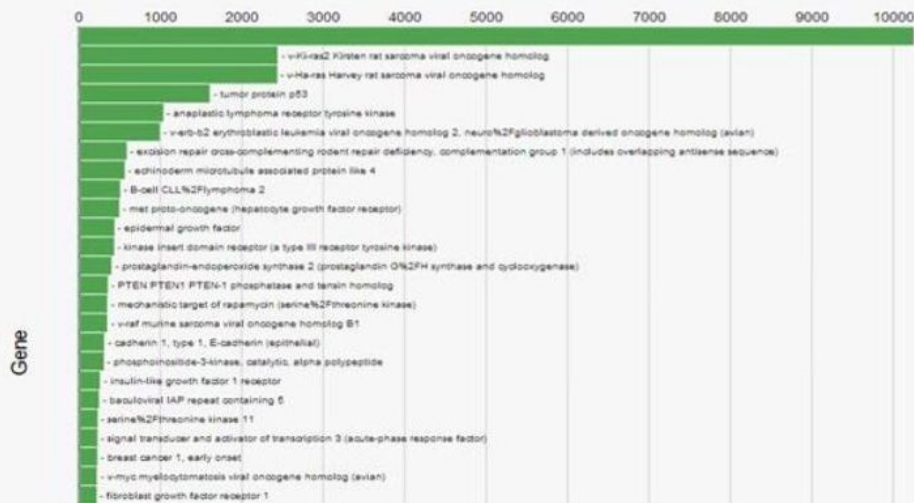 0 1000 2000 3000 4000 5000 6000 7000 8000 9000 10000
- v-Ki-ras2 Kirsten rat sarcoma viral oncogene homolog
- v-Ha-ras Harvey rat sarcoma viral oncogene homolog
- tumor protein p53
- anaplastic lymphoma receptor tyrosine kinase
- v-erb-b2 erythroblastic leukemia viral oncogene homolog 2, neuro%2Fglioblastoma derived oncogene homolog (avian)
- excision repair cross-complementing rodent repair deficiency, complementation group 1 (includes overlapping antisense sequence)
- echinoderm microtubule associated protein like 4
- B-cell CLL%2Flymphoma 2
- met proto-oncogene (hepatocyte growth factor receptor)
- epidermal growth factor
- kinase insert domain receptor (a type III receptor tyrosine kinase)
- prostaglandin-endoperoxide synthase 2 (prostaglandin G%2FH synthase and cyclooxygenase)
- PTEN PTEN1 PTEN-1 phosphatase and tensin homolog
- mechanistic target of rapamycin (serine%2Fthreonine kinase)
- v-raf murine sarcoma viral oncogene homolog B1
- cadherin 1, type 1, E-cadherin (epithelial)
- phosphoinositide-3-kinase, catalytic, alpha polypeptide
- insulin-like growth factor 1 receptor
- baculoviral IAP repeat containing 5
- serine%2Fthreonine kinase 11
- signal transducer and activator of transcription 3 (acute-phase response factor)
- breast cancer 1, early onset
- v-myc myelocytomatosis viral oncogene homolog (avian)
- fibroblast growth factor receptor 1
Gene